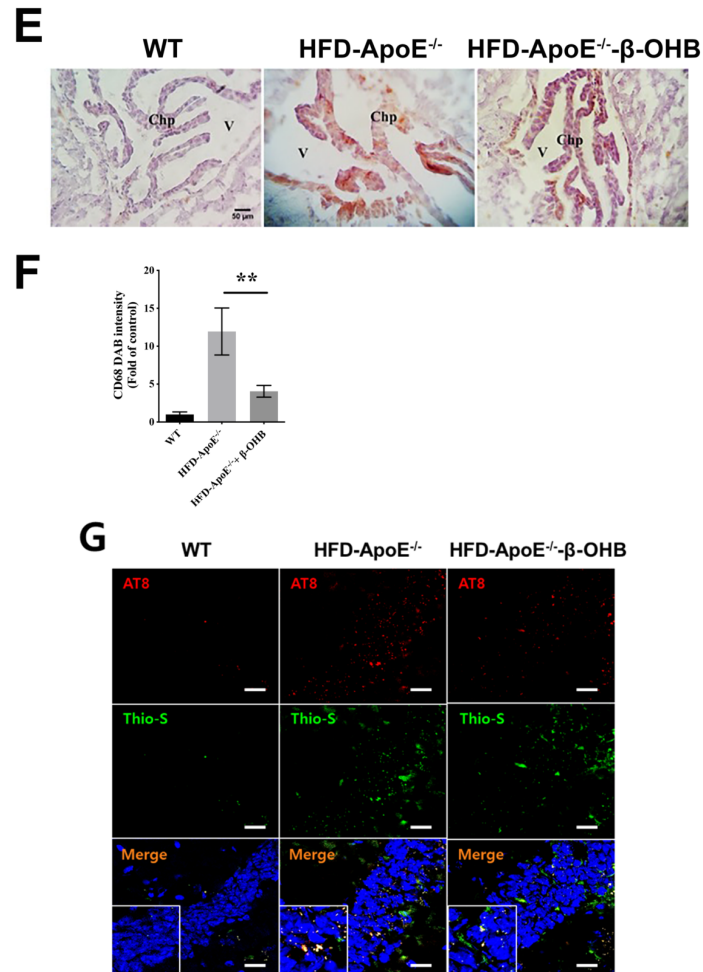 E
WT HFD-ApoE-/- HFD-ApoE-/--β-OHB
Chp V
V Chp
V Chp
50 μm
F
CD68 DAB intensity
(Fold of control)
20
15
10
5
0
**
WT
HFD-ApoE-/-
HFD-ApoE-/-+ β-OHB
G
WT HFD-ApoE-/- HFD-ApoE-/--β-OHB
AT8 AT8 AT8
Thio-S Thio-S Thio-S
Merge Merge Merge